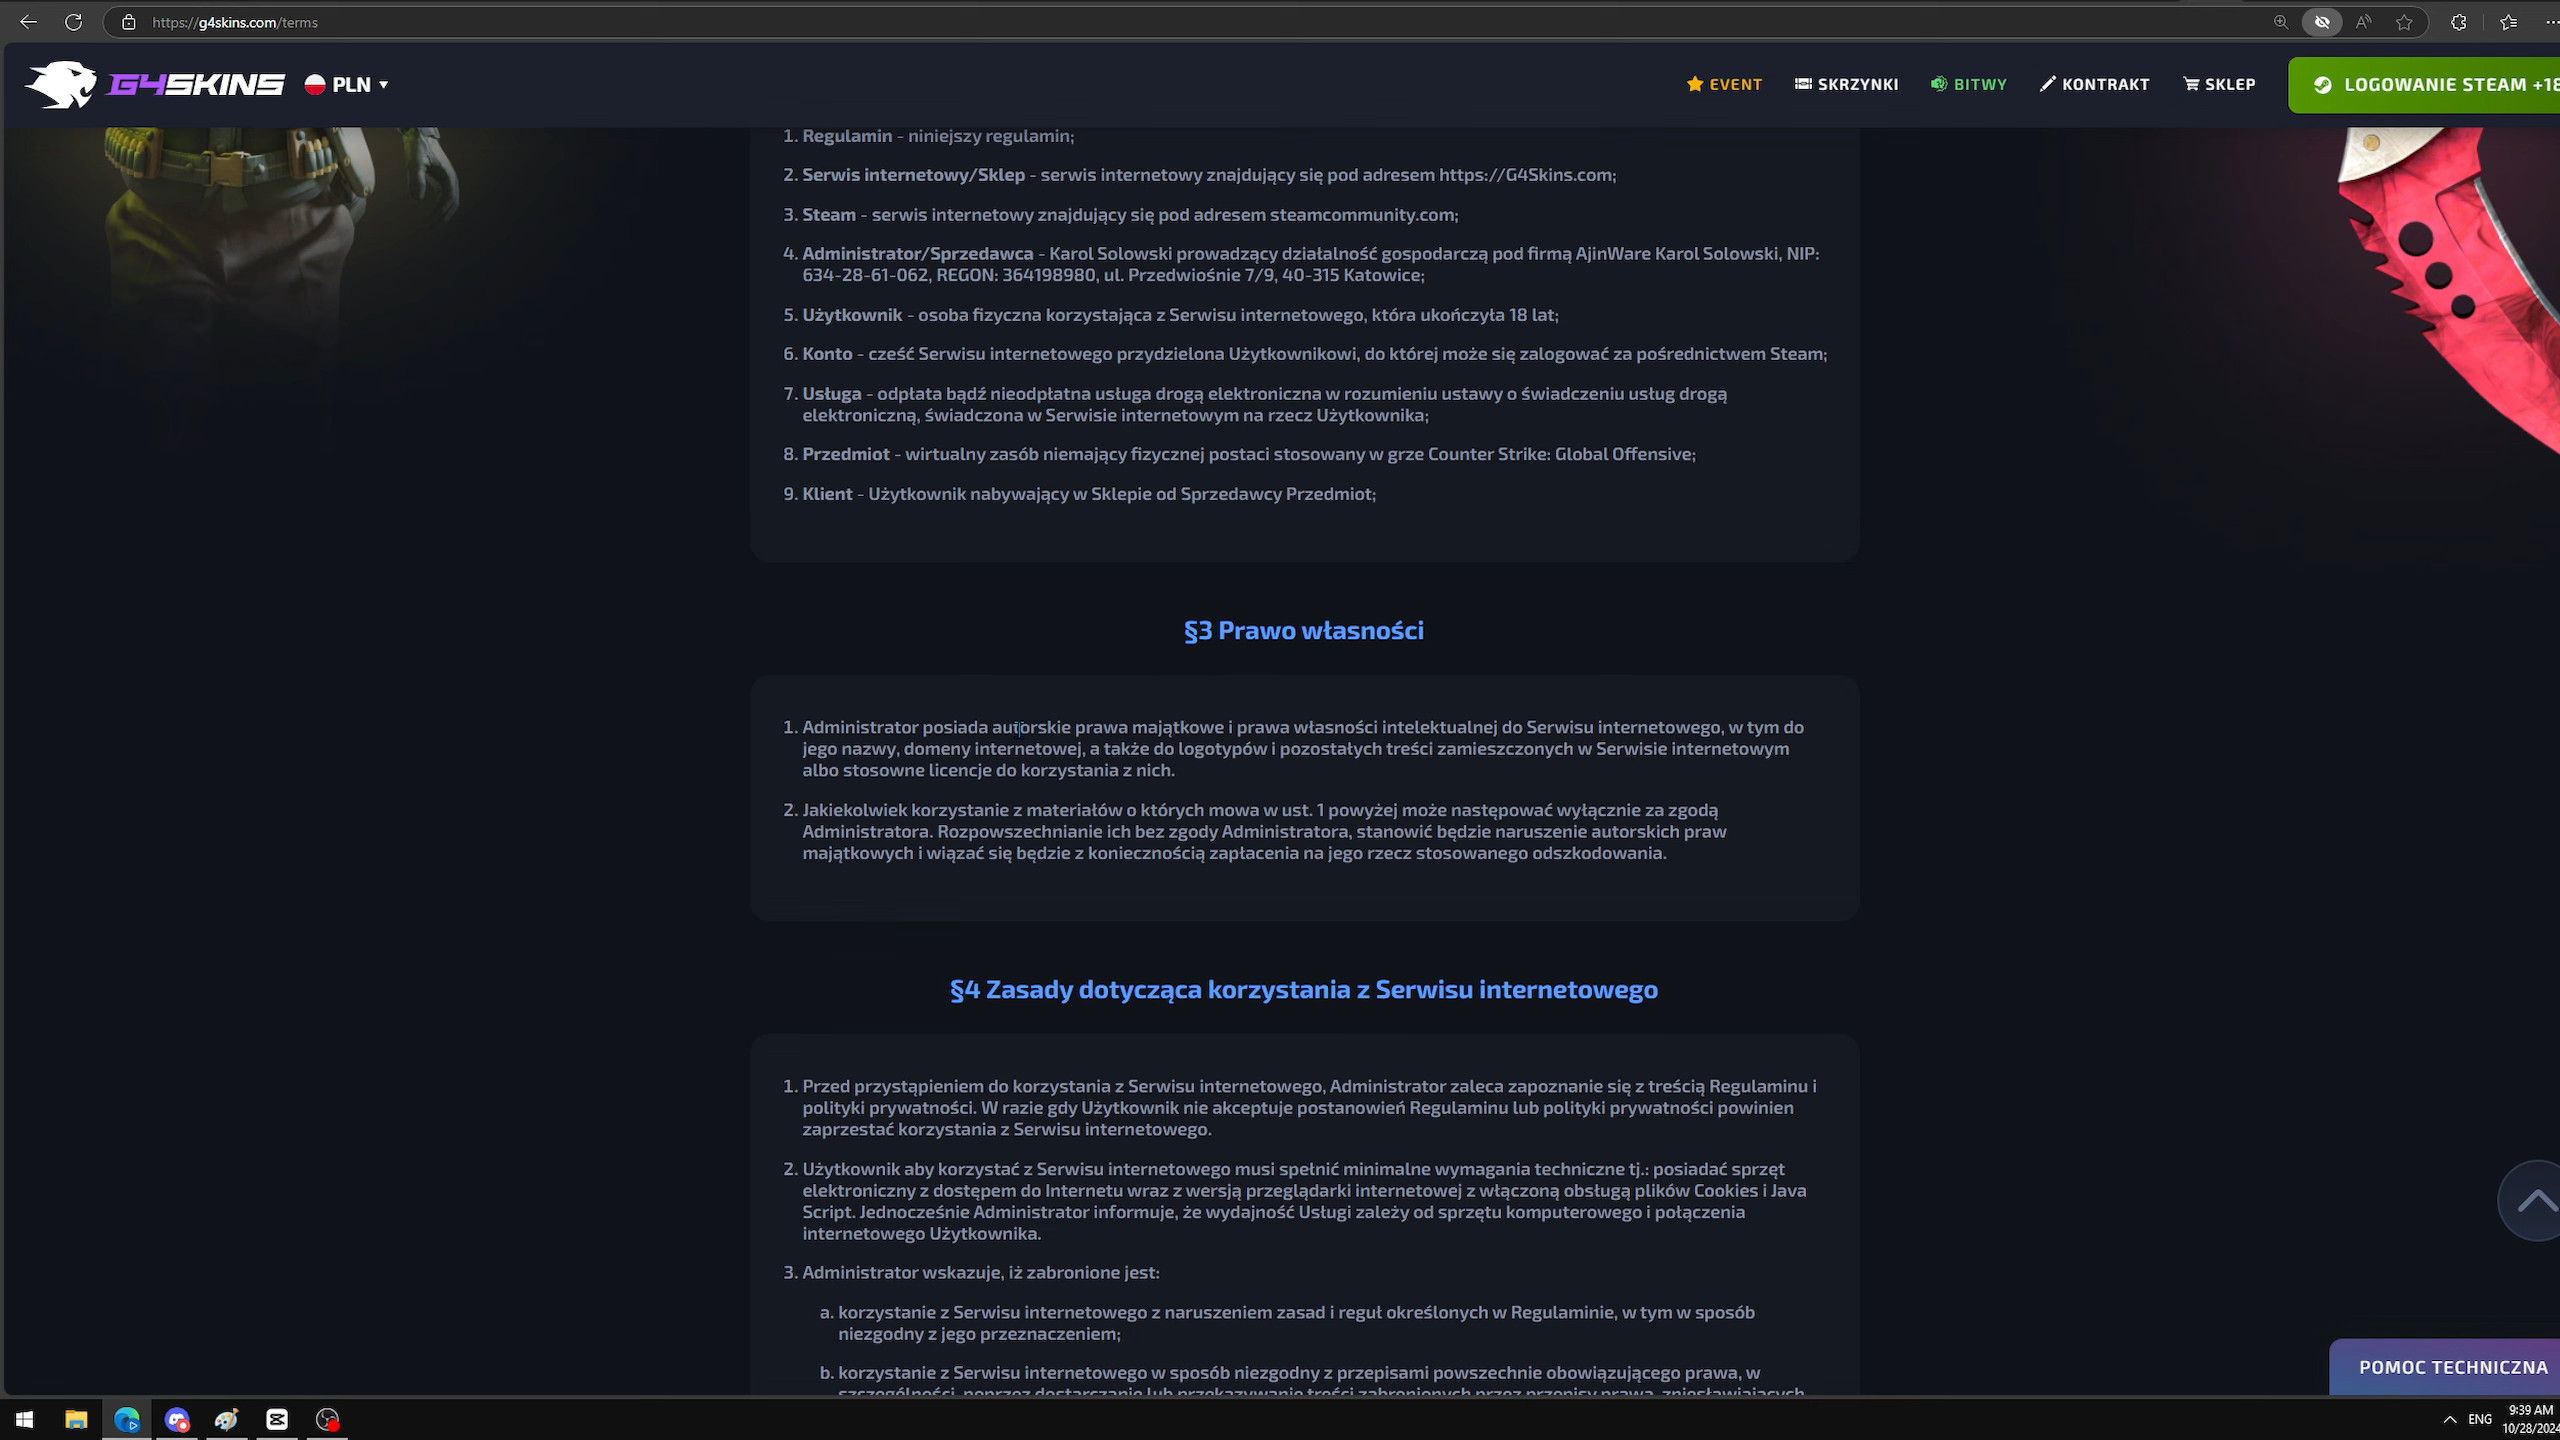 https://g4skins.com/terms
G4SKINS
PLN
EVENT
SKRZYNKI
BITWY
KONTRAKT
SKLEP
LOGOWANIE STEAM +18
1. Regulamin - niniejszy regulamin;
2. Serwis internetowy/Sklep - serwis internetowy znajdujący się pod adresem https://G4Skins.com;
3. Steam - serwis internetowy znajdujący się pod adresem steamcommunity.com;
4. Administrator/Sprzedawca - Karol Solowski prowadzący działalność gospodarczą pod firmą AjinWare Karol Solowski, NIP:
634-28-61-062, REGON: 364198980, ul. Przedwiośnie 7/9, 40-315 Katowice;
5. Użytkownik - osoba fizyczna korzystająca z Serwisu internetowego, która ukończyła 18 lat;
6. Konto - cześć Serwisu internetowego przydzielona Użytkownikowi, do której może się zalogować za pośrednictwem Steam;
7. Usługa - odpłata bądź nieodpłatna usługa drogą elektroniczna w rozumieniu ustawy o świadczeniu usług drogą
elektroniczną, świadczona w Serwisie internetowym na rzecz Użytkownika;
8. Przedmiot - wirtualny zasób niemający fizycznej postaci stosowany w grze Counter Strike: Global Offensive;
9. Klient - Użytkownik nabywający w Sklepie od Sprzedawcy Przedmiot;
§3 Prawo własności
1. Administrator posiada autorskie prawa majątkowe i prawa własności intelektualnej do Serwisu internetowego, w tym do
jego nazwy, domeny internetowej, a także do logotypów i pozostałych treści zamieszczonych w Serwisie internetowym
albo stosowne licencje do korzystania z nich.
2. Jakiekolwiek korzystanie z materiałów o których mowa w ust. 1 powyżej może następować wyłącznie za zgodą
Administratora. Rozpowszechnianie ich bez zgody Administratora, stanowić będzie naruszenie autorskich praw
majątkowych i wiązać się będzie z koniecznością zapłacenia na jego rzecz stosowanego odszkodowania.
§4 Zasady dotycząca korzystania z Serwisu internetowego
1. Przed przystąpieniem do korzystania z Serwisu internetowego, Administrator zaleca zapoznanie się z treścią Regulaminu i
polityki prywatności. W razie gdy Użytkownik nie akceptuje postanowień Regulaminu lub polityki prywatności powinien
zaprzestać korzystania z Serwisu internetowego.
2. Użytkownik aby korzystać z Serwisu internetowego musi spełnić minimalne wymagania techniczne tj.: posiadać sprzęt
elektroniczny z dostępem do Internetu wraz z wersją przeglądarki internetowej z włączoną obsługą plików Cookies i Java
Script. Jednocześnie Administrator informuje, że wydajność Usługi zależy od sprzętu komputerowego i połączenia
internetowego Użytkownika.
3. Administrator wskazuje, iż zabronione jest:
a. korzystanie z Serwisu internetowego z naruszeniem zasad i reguł określonych w Regulaminie, w tym w sposób
niezgodny z jego przeznaczeniem;
b. korzystanie z Serwisu internetowego w sposób niezgodny z przepisami powszechnie obowiązującego prawa, w
szczególności, poprzez dostarczanie lub przekazywanie treści zabronionych przez przepisy prawa, zniesławiających
POMOC TECHNICZNA
ENG
9:39 AM
10/28/2024